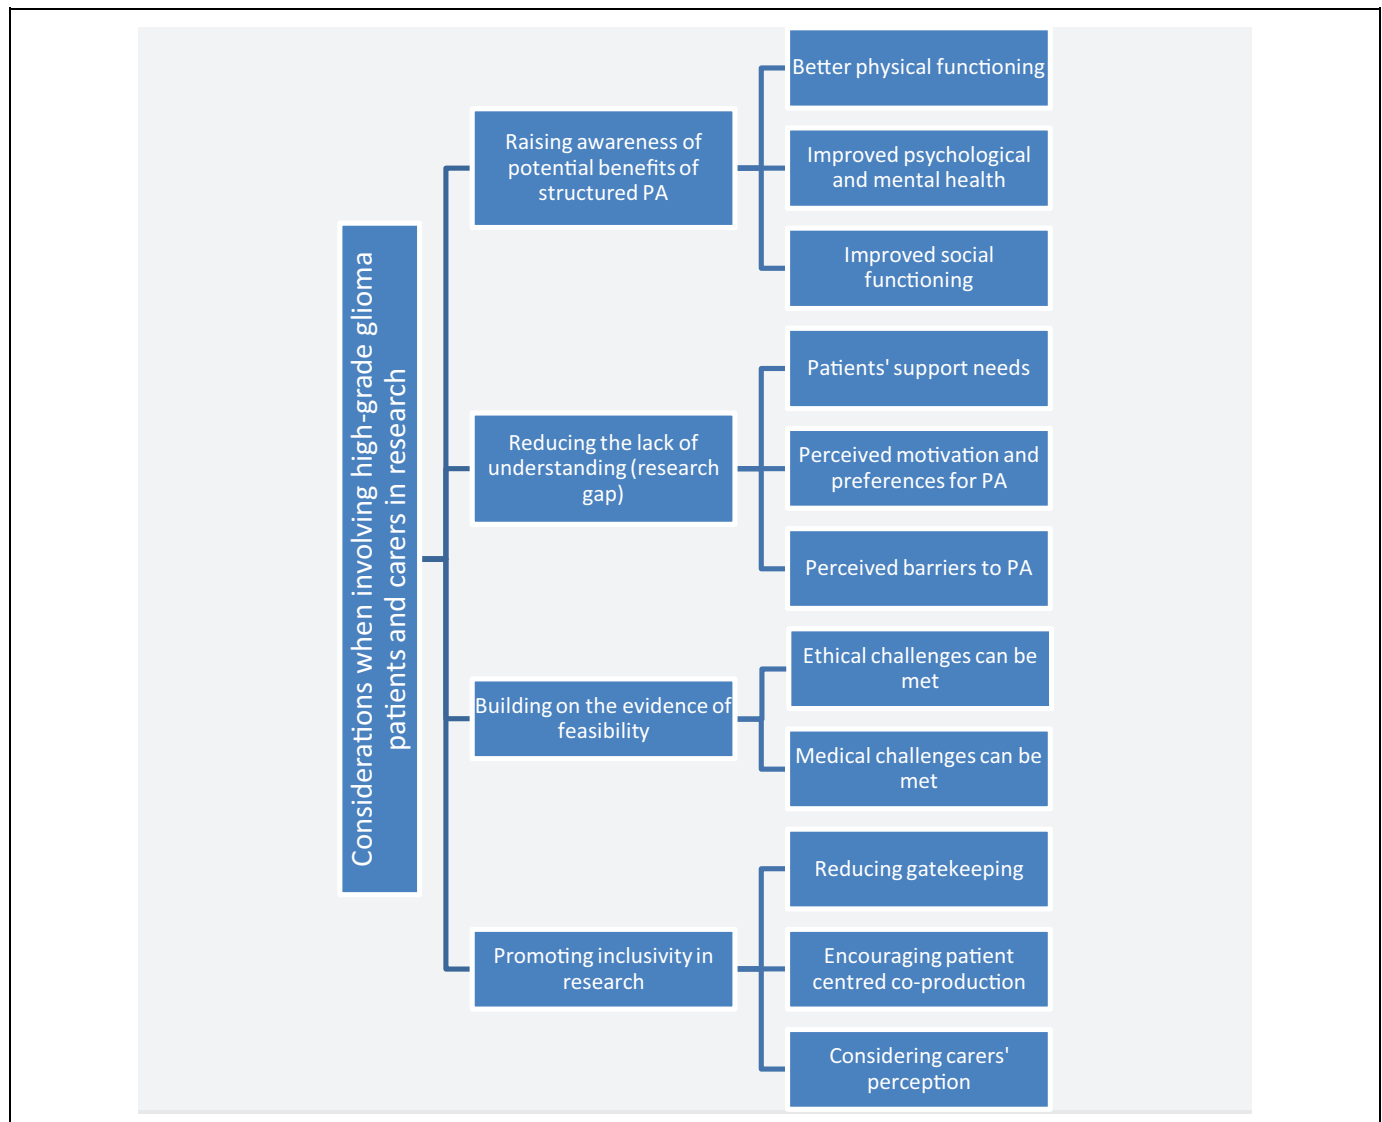 Considerations when involving high-grade glioma
patients and carers in research
Raising awareness of
potential benefits of
structured PA
Better physical functioning
Improved psychological
and mental health
Improved social
functioning
Reducing the lack of
understanding (research
gap)
Patients' support needs
Perceived motivation and
preferences for PA
Perceived barriers to PA
Building on the evidence of
feasibility
Ethical challenges can be
met
Medical challenges can be
met
Promoting inclusivity in
research
Reducing gatekeeping
Encouraging patient
centred co-production
Considering carers'
perception